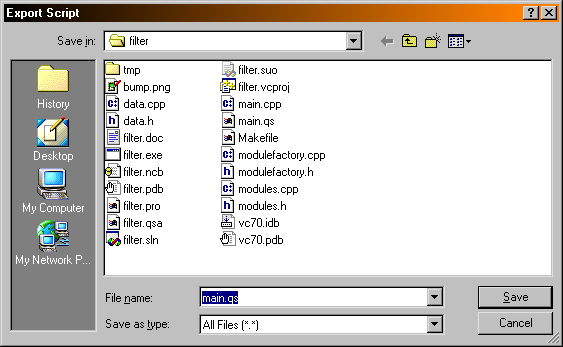 Export Script
Save in: filter
History
Desktop
My Computer
My Network P...
tmp
bump.png
data.cpp
data.h
filter.doc
filter.exe
filter.ncb
filter.pdb
filter.pro
filter.qsa
filter.sln
filter.suo
filter.vcproj
main.cpp
main.qs
Makefile
modulefactory.cpp
modulefactory.h
modules.cpp
modules.h
vc70.idb
vc70.pdb
File name: main.qs Save
Save as type: All Files (*.*) Cancel